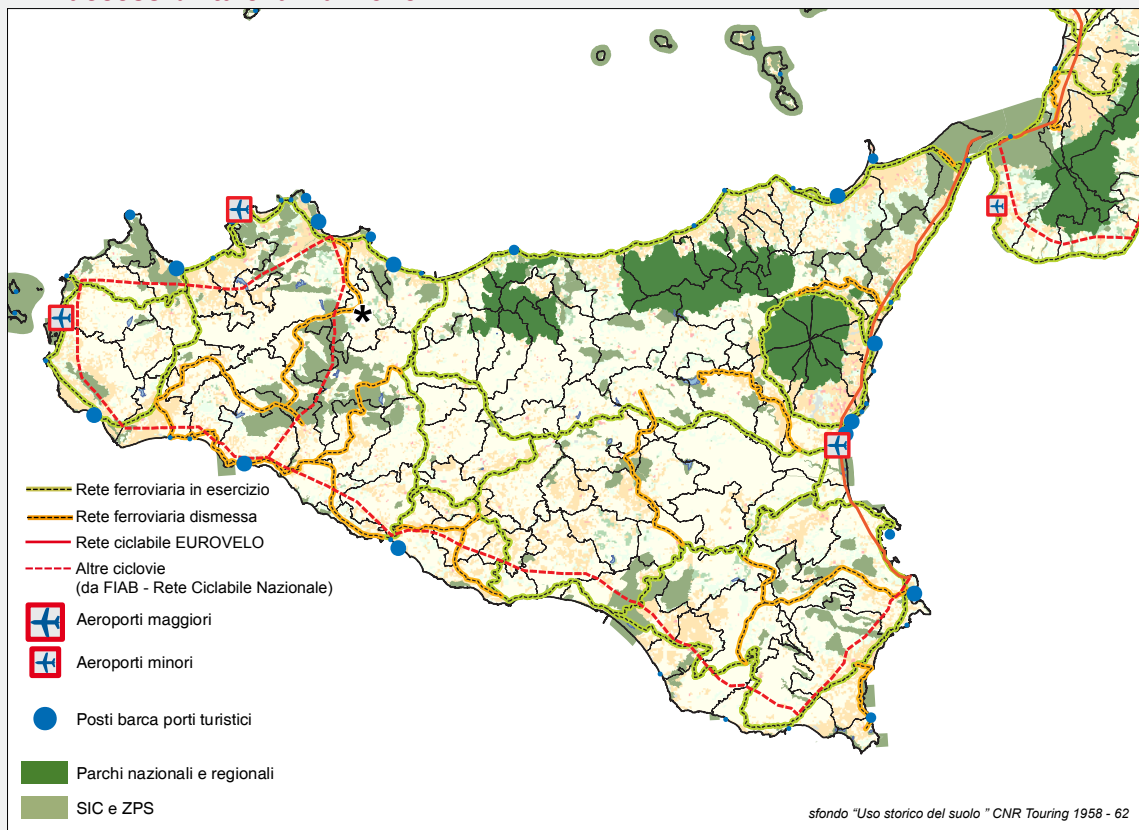 Rete ferroviaria in esercizio
Rete ferroviaria dismessa
Rete ciclabile EUROVELO
Altre ciclovie
(da FIAB - Rete Ciclabile Nazionale)
Aeroporti maggiori
Aeroporti minori
Posti barca porti turistici
Parchi nazionali e regionali
SIC e ZPS
*
sfondo “Uso storico del suolo ” CNR Touring 1958 - 62